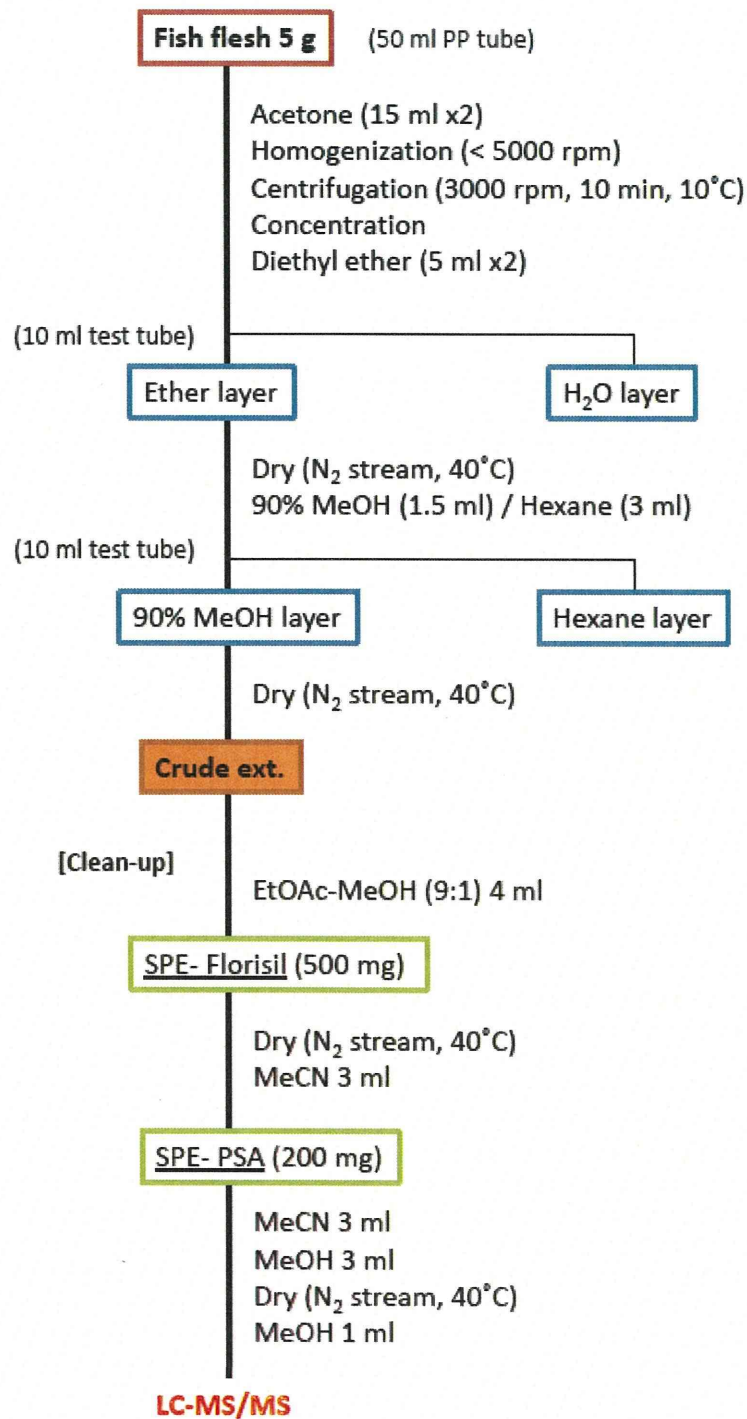 Fish flesh 5 g (50 ml PP tube)
Acetone (15 ml x2)
Homogenization (< 5000 rpm)
Centrifugation (3000 rpm, 10 min, 10°C)
Concentration
Diethyl ether (5 ml x2)
(10 ml test tube)
Ether layer
H₂O layer
Dry (N₂ stream, 40°C)
90% MeOH (1.5 ml) / Hexane (3 ml)
(10 ml test tube)
90% MeOH layer
Hexane layer
Dry (N₂ stream, 40°C)
Crude ext.
[Clean-up]
EtOAc-MeOH (9:1) 4 ml
SPE- Florisil (500 mg)
Dry (N₂ stream, 40°C)
MeCN 3 ml
SPE- PSA (200 mg)
MeCN 3 ml
MeOH 3 ml
Dry (N₂ stream, 40°C)
MeOH 1 ml
LC-MS/MS